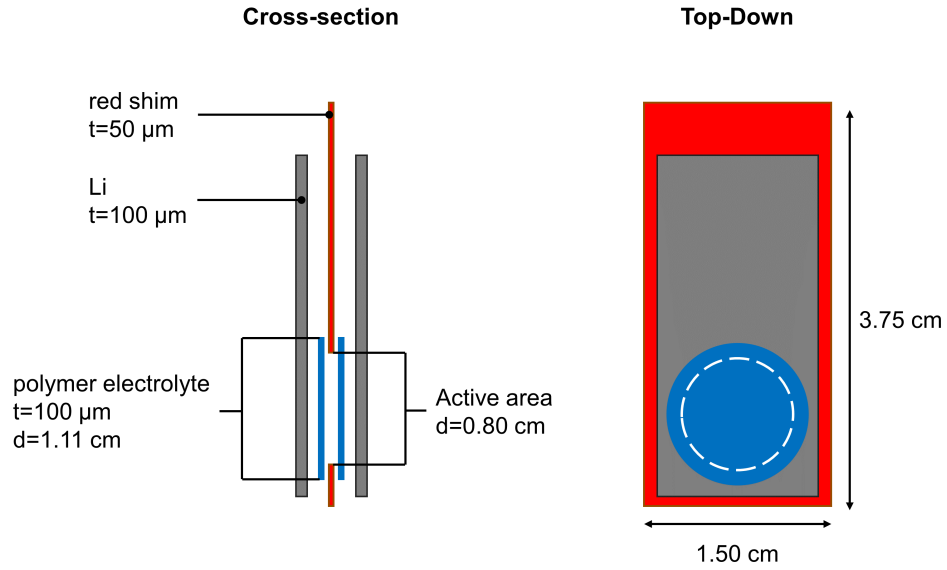 Cross-section
Top-Down
red shim
t=50 µm
Li
t=100 µm
3.75 cm
polymer electrolyte
t=100 µm
d=1.11 cm
Active area
d=0.80 cm
1.50 cm